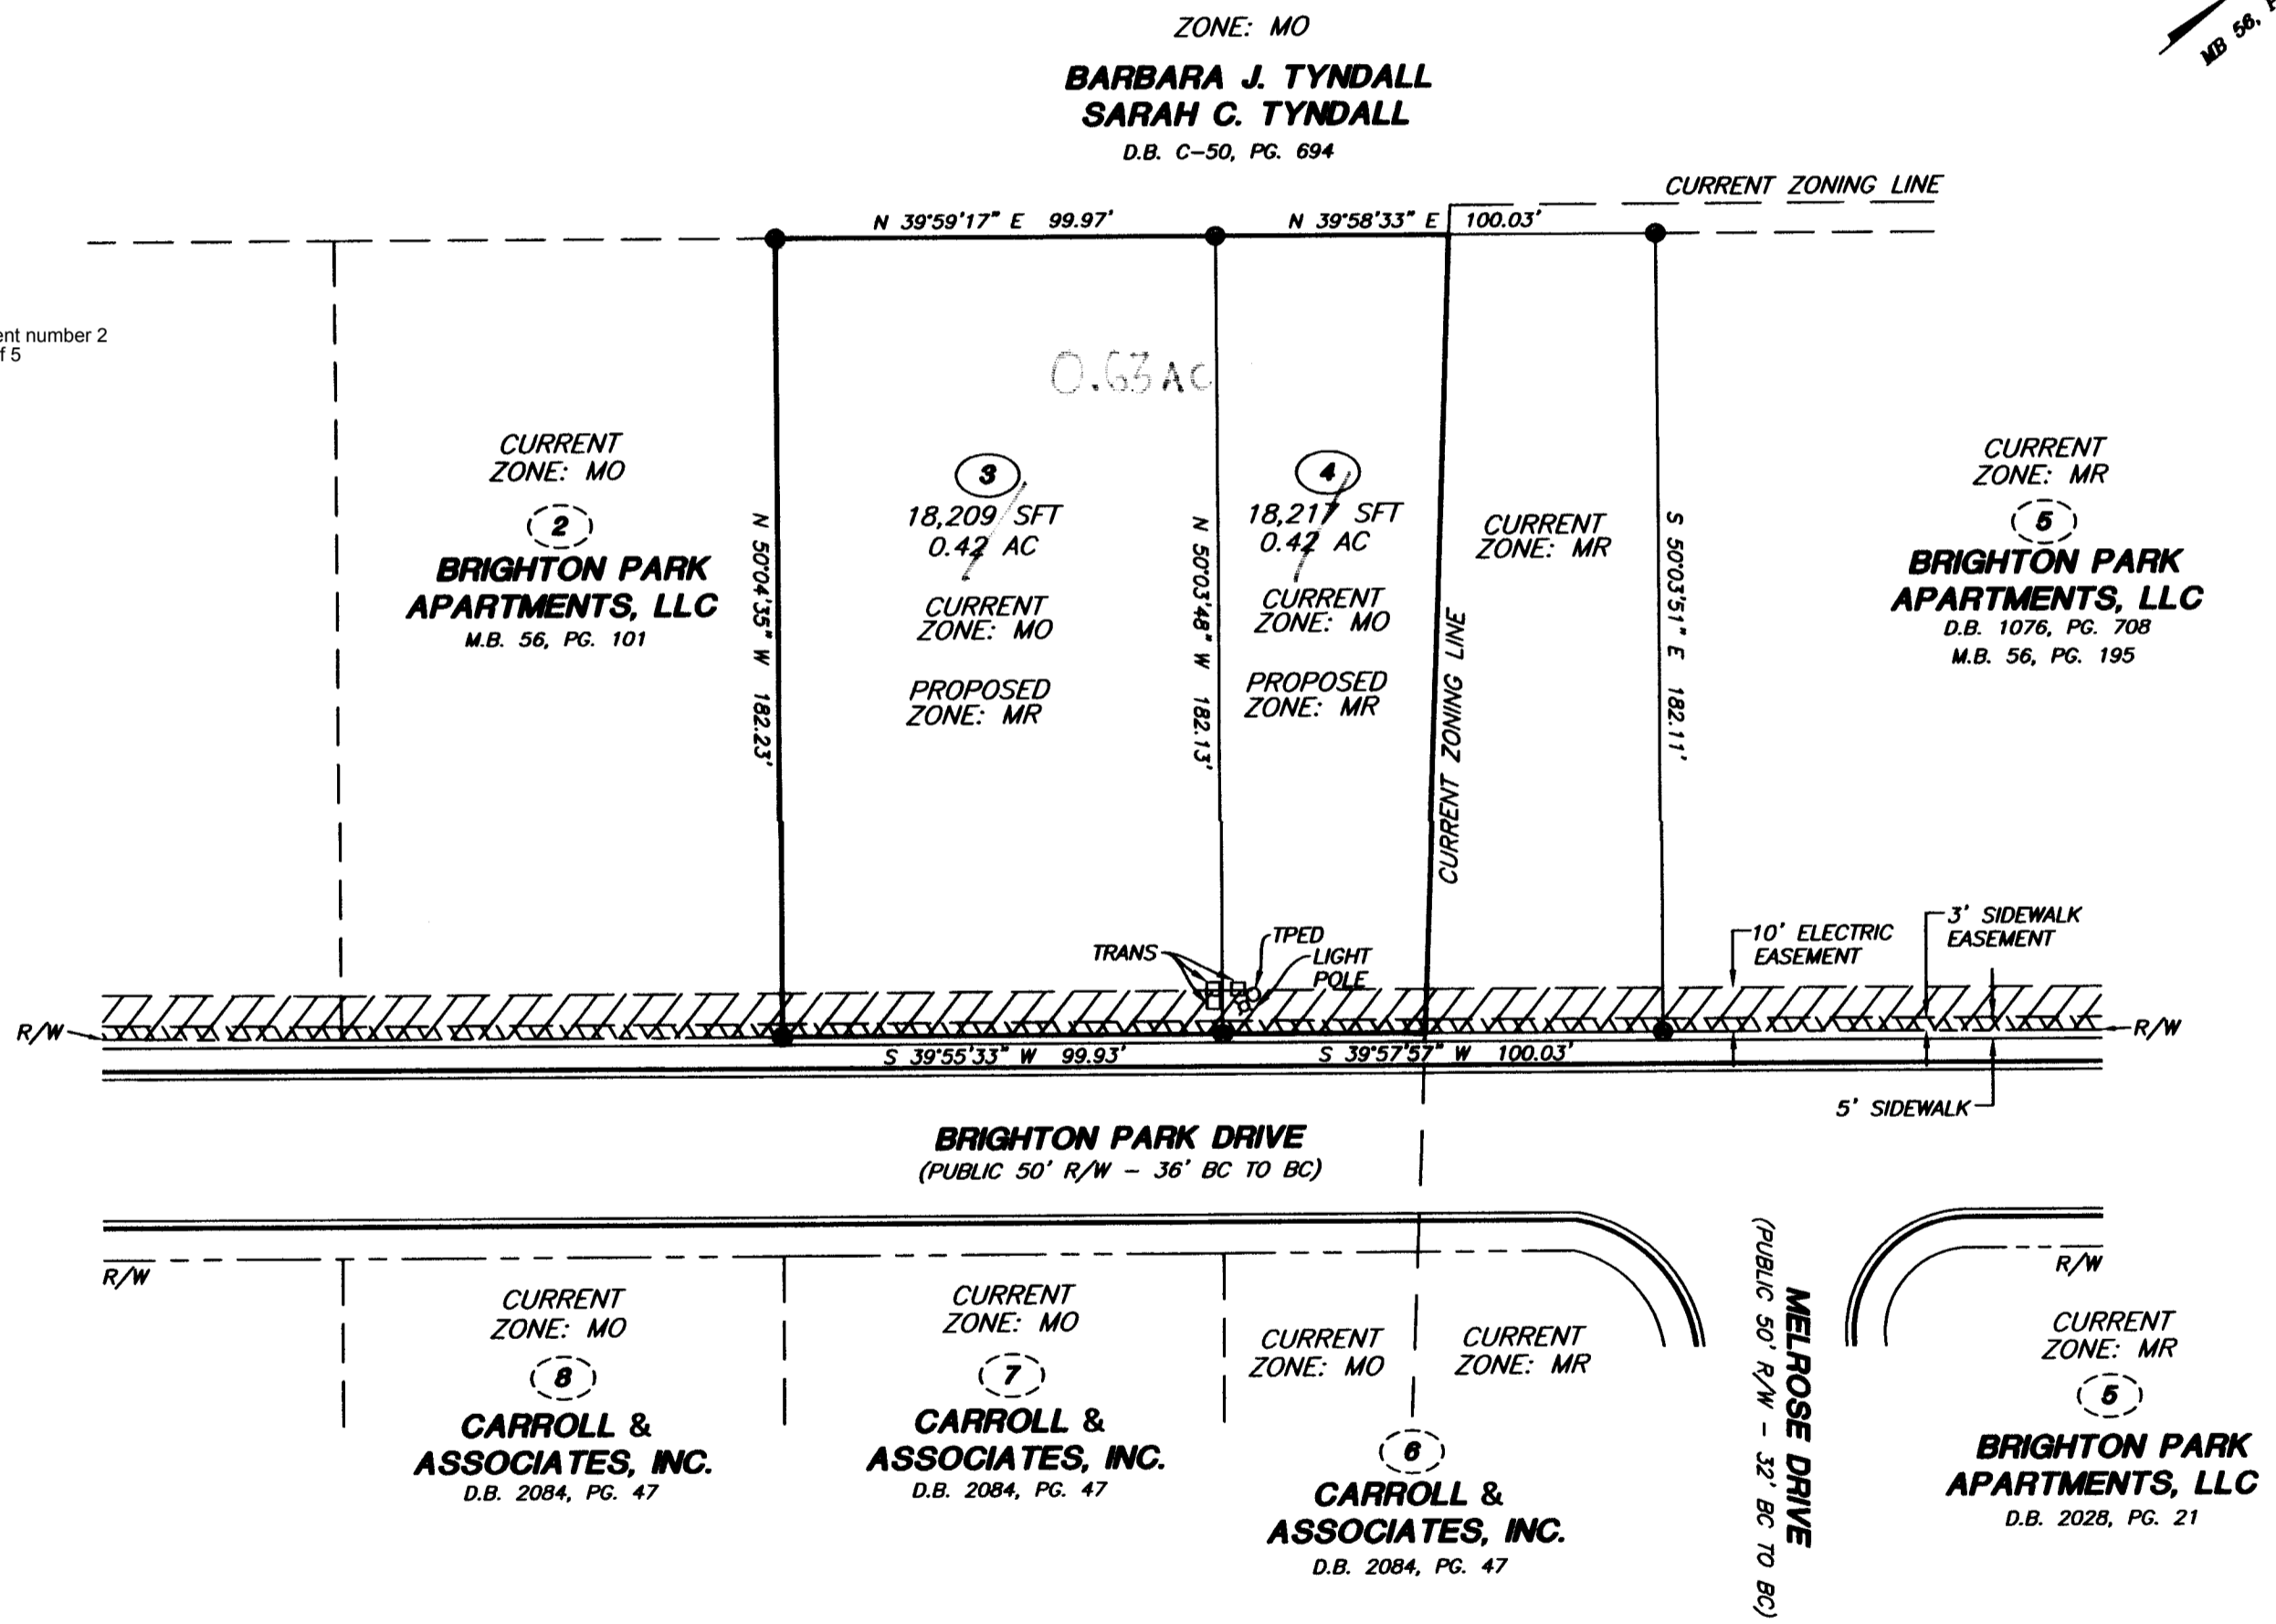 ZONE: MO
BARBARA J. TYNDALL
SARAH C. TYNDALL
D.B. C-50, PG. 694
MB 56,
CURRENT ZONING LINE
N 39°59'17" E 99.97'
N 39°58'33" E 100.03'
number 2
5
0.63 AC
CURRENT
ZONE: MO
2
BRIGHTON PARK
APARTMENTS, LLC
M.B. 56, PG. 101
N 50°04'35" W 182.23'
3
18,209 SFT
0.42 AC
CURRENT
ZONE: MO
PROPOSED
ZONE: MR
N 50°03'48" W 182.13'
4
18,217 SFT
0.42 AC
CURRENT
ZONE: MO
PROPOSED
ZONE: MR
CURRENT ZONING LINE
CURRENT
ZONE: MR
S 50°03'51" E 182.11'
CURRENT
ZONE: MR
5
BRIGHTON PARK
APARTMENTS, LLC
D.B. 1076, PG. 708
M.B. 56, PG. 195
TRANS
TPED
LIGHT
POLE
10' ELECTRIC
EASEMENT
3' SIDEWALK
EASEMENT
R/W
R/W
S 39°55'33" W 99.93'
S 39°57'57" W 100.03'
5' SIDEWALK
BRIGHTON PARK DRIVE
(PUBLIC 50' R/W - 36' BC TO BC)
R/W
R/W
CURRENT
ZONE: MO
8
CARROLL &
ASSOCIATES, INC.
D.B. 2084, PG. 47
CURRENT
ZONE: MO
7
CARROLL &
ASSOCIATES, INC.
D.B. 2084, PG. 47
CURRENT
ZONE: MO
CURRENT
ZONE: MR
6
CARROLL &
ASSOCIATES, INC.
D.B. 2084, PG. 47
MELROSE DRIVE
(PUBLIC 50' R/W - 32' BC TO BC)
CURRENT
ZONE: MR
5
BRIGHTON PARK
APARTMENTS, LLC
D.B. 2028, PG. 21